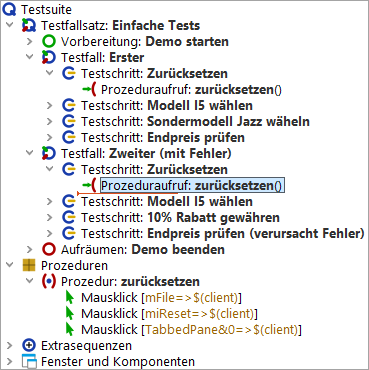 Testsuite
Testfallsatz: Einfache Tests
Vorbereitung: Demo starten
Testfall: Erster
Testschritt: Zurücksetzen
Prozeduraufruf: zurücksetzen()
Testschritt: Modell I5 wählen
Testschritt: Sondermodell Jazz wäheln
Testschritt: Endpreis prüfen
Testfall: Zweiter (mit Fehler)
Testschritt: Zurücksetzen
Prozeduraufruf: zurücksetzen()
Testschritt: Modell I5 wählen
Testschritt: 10% Rabatt gewähren
Testschritt: Endpreis prüfen (verursacht Fehler)
Aufräumen: Demo beenden
Prozeduren
Prozedur: zurücksetzen
Mausklick [mFile=>$(client)]
Mausklick [miReset=>$(client)]
Mausklick [TabbedPane&0=>$(client)]
Extrasequenzen
Fenster und Komponenten